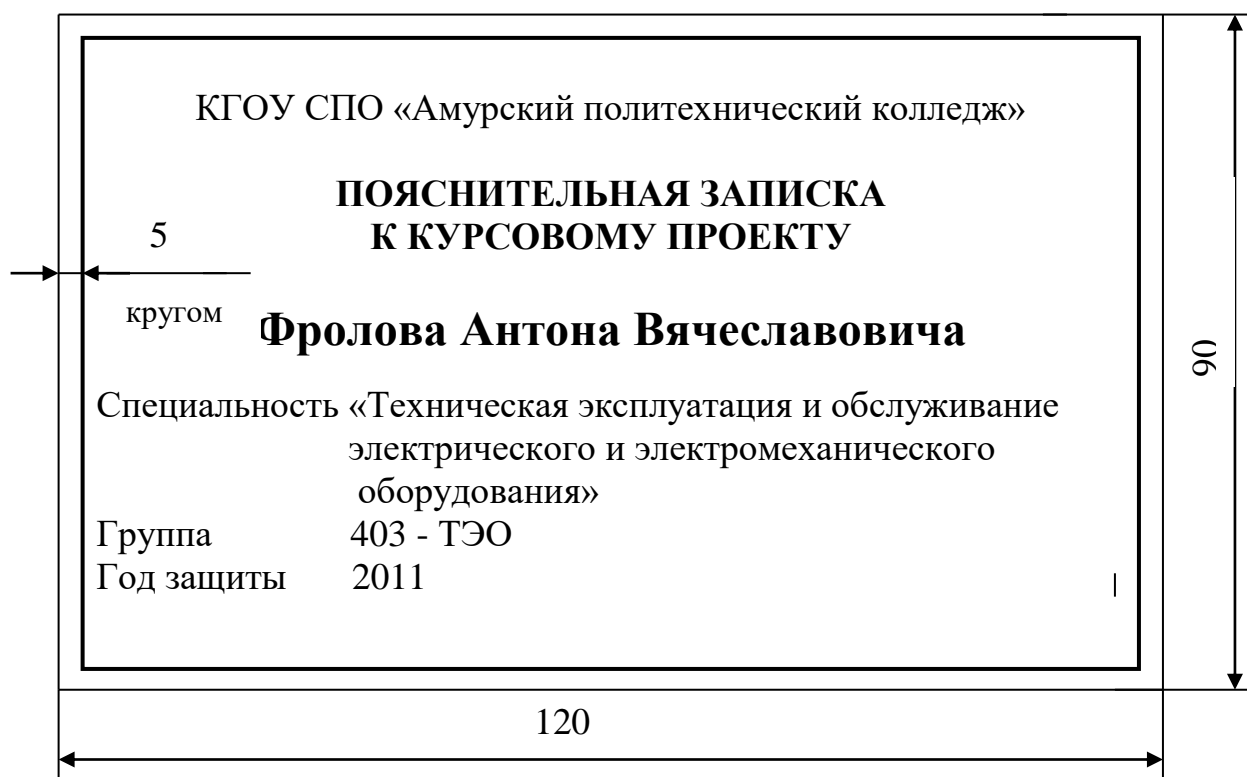 КГОУ СПО «Амурский политехнический колледж»
ПОЯСНИТЕЛЬНАЯ ЗАПИСКА
К КУРСОВОМУ ПРОЕКТУ
5
кругом
Фролова Антона Вячеславовича
90
Специальность «Техническая эксплуатация и обслуживание
электрического и электромеханического
оборудования»
Группа 403 - ТЭО
Год защиты 2011
120